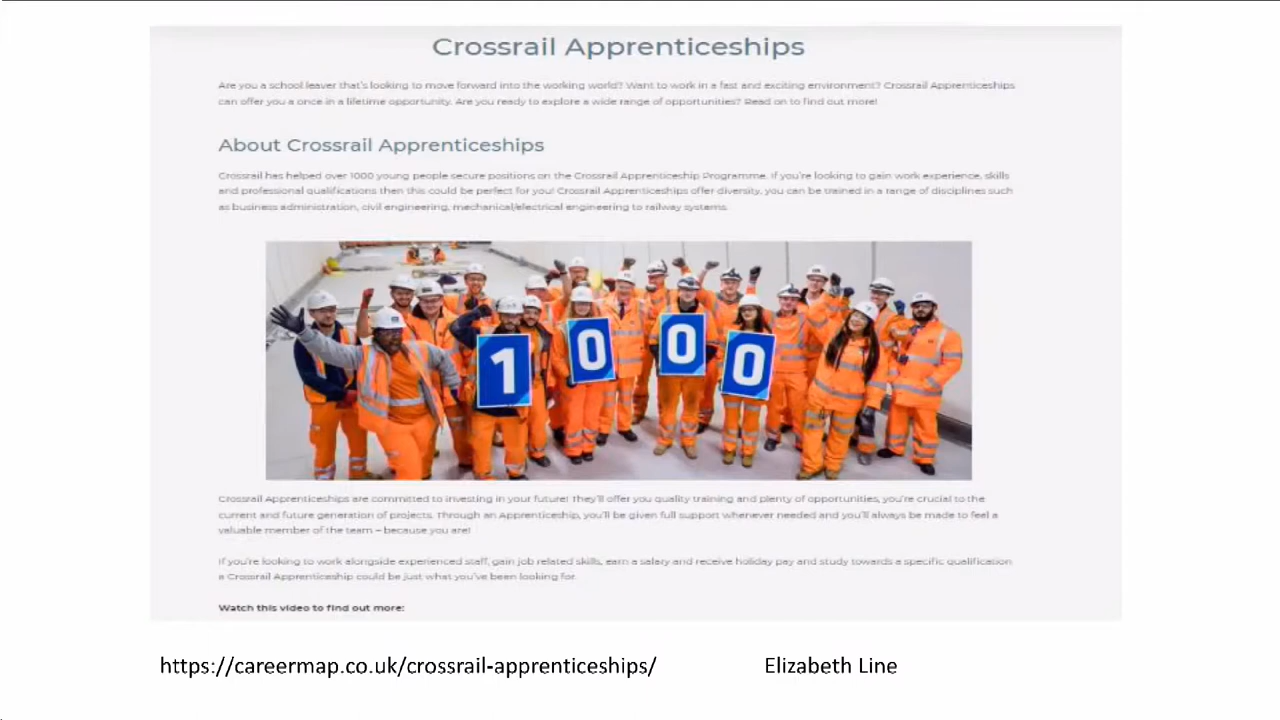 Crossrail Apprenticeships
Are you a school leaver that's looking to move forward into the working world? Want to work in a fast and exciting environment? Crossrail Apprenticeships
can offer you a once in a lifetime opportunity. Are you ready to explore a wide range of opportunities? Read on to find out more!
About Crossrail Apprenticeships
Crossrail has helped over 1000 young people secure positions on the Crossrail Apprenticeship Programme. If you're looking to gain work experience, skills
and professional qualifications then this could be perfect for you! Crossrail Apprenticeships offer diversity, you can be trained in a range of disciplines such
as business administration, civil engineering, mechanical/electrical engineering to railway systems.
1000
Crossrail Apprenticeships are committed to investing in your future! They'll offer you quality training and plenty of opportunities, you're crucial to the
current and future generation of projects. Through an Apprenticeship, you'll be given full support whenever needed and you'll always be made to feel a
valuable member of the team – because you are!
If you're looking to work alongside experienced staff, gain job related skills, earn a salary and receive holiday pay and study towards a specific qualification
a Crossrail Apprenticeship could be just what you've been looking for.
Watch this video to find out more:
https://careermap.co.uk/crossrail-apprenticeships/ Elizabeth Line